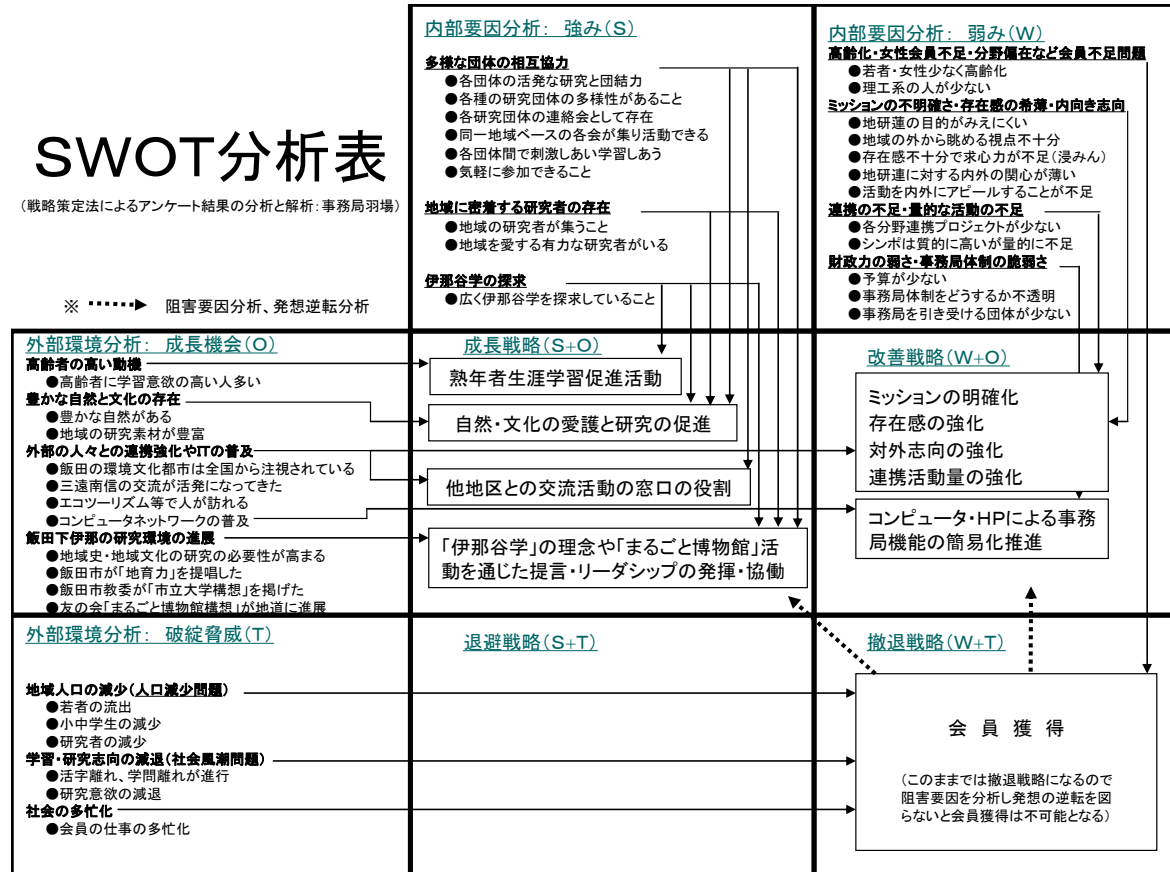 SWOT分析表
(戦略策定法によるアンケート結果の分析と解析:事務局羽場)
※ 阻害要因分析、発想逆転分析
内部要因分析: 強み(S)
多様な団体の相互協力
●各団体の活発な研究と団結力
●各種の研究団体の多様性があること
●各研究団体の連絡会として存在
●同一地域ベースの各会が集り活動できる
●各団体間で刺激しあい学習しあう
●気軽に参加できること
地域に密着する研究者の存在
●地域の研究者が集うこと
●地域を愛する有力な研究者がいる
伊那谷学の探求
●広く伊那谷学を探求していること
内部要因分析: 弱み(W)
高齢化・女性会員不足・分野偏在など会員不足問題
●若者・女性少なく高齢化
●理工系の人が少ない
ミッションの不明確さ・存在感の希薄・内向き志向
●地研蓮の目的がみえにくい
●地域の外から眺める視点不十分
●存在感不十分で求心力が不足(浸みん)
●地研連に対する内外の関心が薄い
●活動を内外にアピールすることが不足
連携の不足・量的な活動の不足
●各分野連携プロジェクトが少ない
●シンポは質的に高いが量的に不足
財政力の弱さ・事務局体制の脆弱さ
●予算が少ない
●事務局体制をどうするか不透明
●事務局を引き受ける団体が少ない
外部環境分析: 成長機会(O)
高齢者の高い動機
●高齢者に学習意欲の高い人多い
豊かな自然と文化の存在
●豊かな自然がある
●地域の研究素材が豊富
外部の人々との連携強化やITの普及
●飯田の環境文化都市は全国から注視されている
●三遠南信の交流が活発になってきた
●エコツーリズム等で人が訪れる
●コンピュータネットワークの普及
飯田下伊那の研究環境の進展
●地域史・地域文化の研究の必要性が高まる
●飯田市が「地育力」を提唱した
●飯田市教委が「市立大学構想」を掲げた
●友の会「まるごと博物館構想」が地道に進展
成長戦略(S+O)
熟年者生涯学習促進活動
自然・文化の愛護と研究の促進
他地区との交流活動の窓口の役割
「伊那谷学」の理念や「まるごと博物館」活
動を通じた提言・リーダシップの発揮・協働
改善戦略(W+O)
ミッションの明確化
存在感の強化
対外志向の強化
連携活動量の強化
コンピュータ・HPによる事務
局機能の簡易化推進
外部環境分析: 破綻脅威(T)
地域人口の減少(人口減少問題)
●若者の流出
●小中学生の減少
●研究者の減少
学習・研究志向の減退(社会風潮問題)
●活字離れ、学問離れが進行
●研究意欲の減退
社会の多忙化
●会員の仕事の多忙化
退避戦略(S+T)
撤退戦略(W+T)
会 員 獲 得
(このままでは撤退戦略になるので
阻害要因を分析し発想の逆転を図
らないと会員獲得は不可能となる)